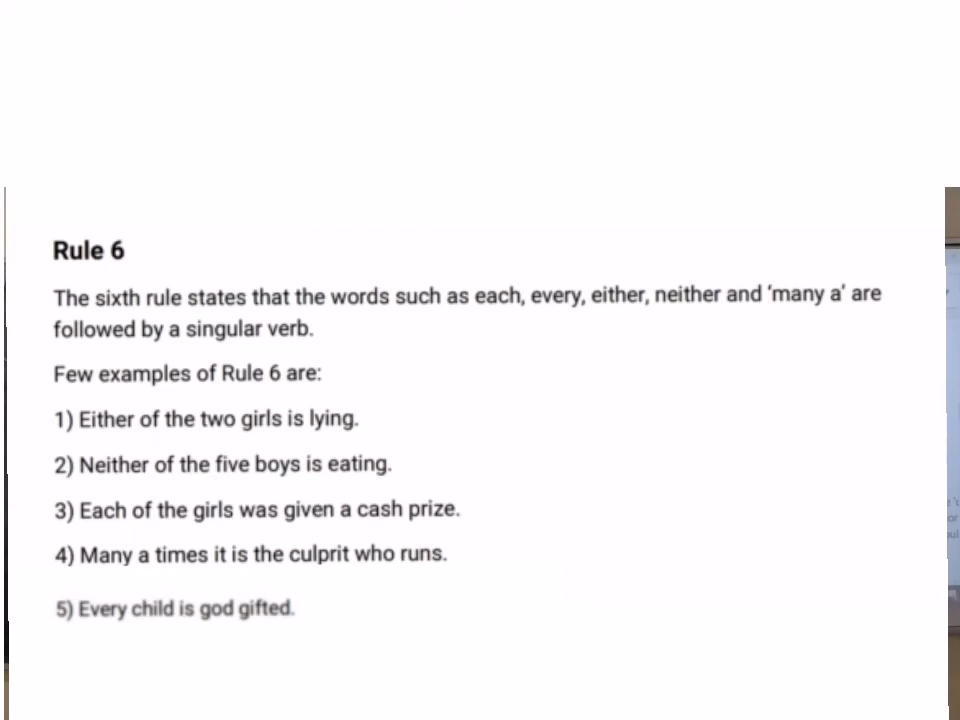 Rule 6
The sixth rule states that the words such as each, every, either, neither and 'many a' are
followed by a singular verb.
Few examples of Rule 6 are:
1) Either of the two girls is lying.
2) Neither of the five boys is eating.
3) Each of the girls was given a cash prize.
4) Many a times it is the culprit who runs.
5) Every child is god gifted.